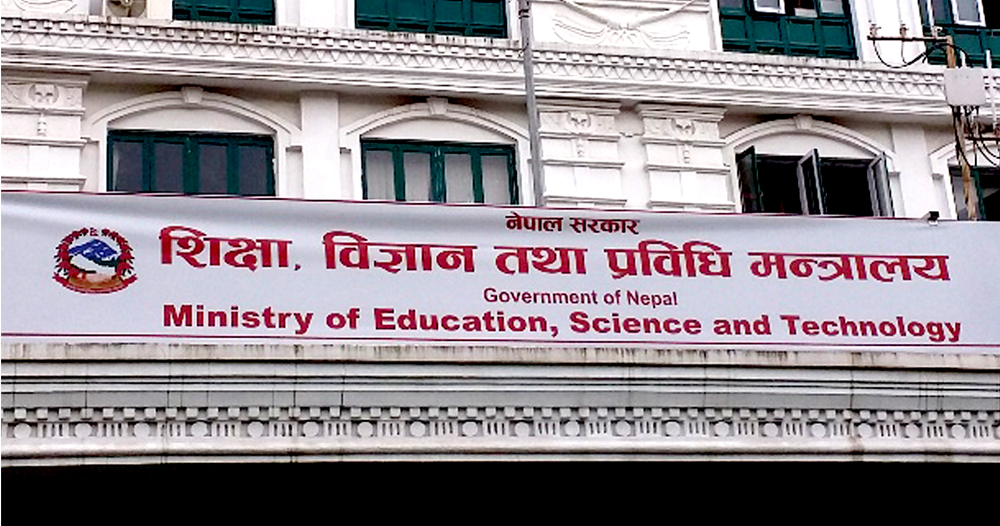 नेपाल सरकार
शिक्षा, विज्ञान तथा प्रविधि मन्त्रालय
Government of Nepal
Ministry of Education, Science and Technology